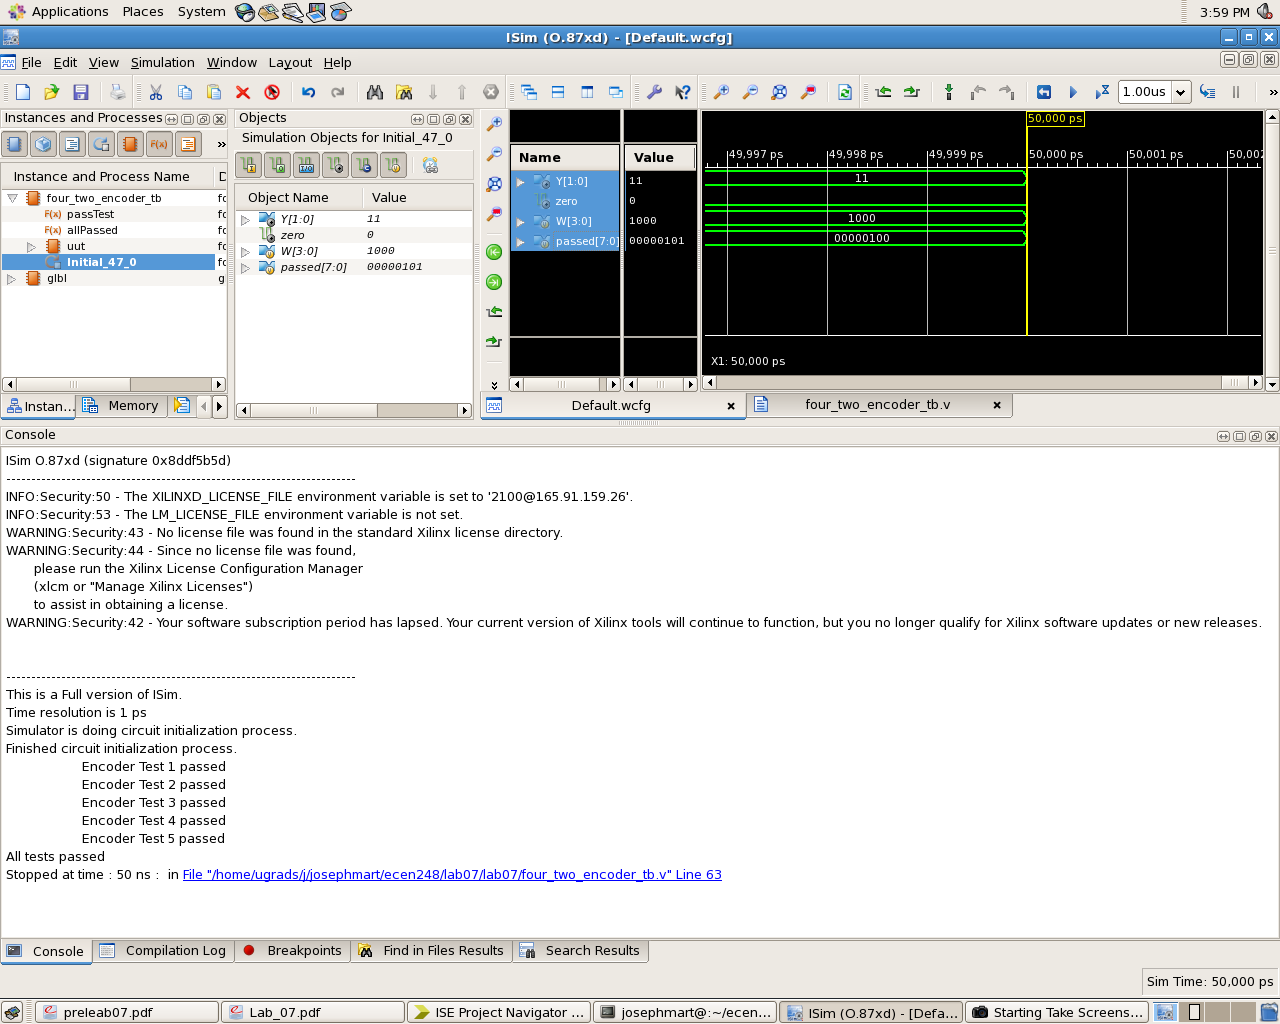 Applications Places System 3:59 PM
ISim (O.87xd) - [Default.wcfg]
File Edit View Simulation Window Layout Help
1.00us
Instances and Processes
Instance and Process Name D
four_two_encoder_tb fo
passTest fo
allPassed fo
uut fo
Initial_47_0 fo
glbl g
Instan... Memory
Objects
Simulation Objects for Initial_47_0
Object Name Value
Y[1:0] 11
zero 0
W[3:0] 1000
passed[7:0] 00000101
Name Value
Y[1:0] 11
zero 0
W[3:0] 1000
passed[7:0] 00000101
50,000 ps
49,997 ps 49,998 ps 49,999 ps 50,000 ps 50,001 ps 50,002
11
1000
00000100
X1: 50,000 ps
Default.wcfg four_two_encoder_tb.v
Console
ISim O.87xd (signature 0x8ddf5b5d)
----------------------------------------------------------------------
INFO:Security:50 - The XILINXD_LICENSE_FILE environment variable is set to '2100@165.91.159.26'.
INFO:Security:53 - The LM_LICENSE_FILE environment variable is not set.
WARNING:Security:43 - No license file was found in the standard Xilinx license directory.
WARNING:Security:44 - Since no license file was found,
please run the Xilinx License Configuration Manager
(xlcm or "Manage Xilinx Licenses")
to assist in obtaining a license.
WARNING:Security:42 - Your software subscription period has lapsed. Your current version of Xilinx tools will continue to function, but you no longer qualify for Xilinx software updates or new releases.
----------------------------------------------------------------------
This is a Full version of ISim.
Time resolution is 1 ps
Simulator is doing circuit initialization process.
Finished circuit initialization process.
Encoder Test 1 passed
Encoder Test 2 passed
Encoder Test 3 passed
Encoder Test 4 passed
Encoder Test 5 passed
All tests passed
Stopped at time : 50 ns : in File "/home/ugrads/j/josephmart/ecen248/lab07/lab07/four_two_encoder_tb.v" Line 63
Console Compilation Log Breakpoints Find in Files Results Search Results
Sim Time: 50,000 ps
preleab07.pdf Lab_07.pdf ISE Project Navigator ... josephmart@:~/ecen... ISim (O.87xd) - [Defa... Starting Take Screens...